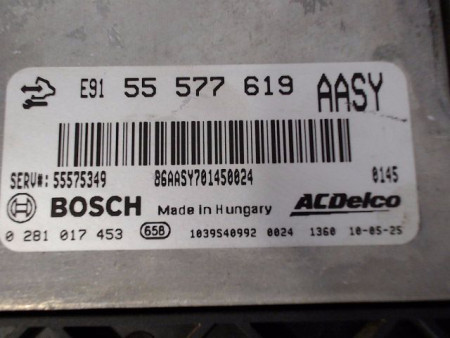 E91 55 577 619 AASY
SERV#: 55575349 86AASY701450024 0145
BOSCH Made in Hungary ACDelco
0 281 017 453 658 1039S40992 0024 1360 10-05-25